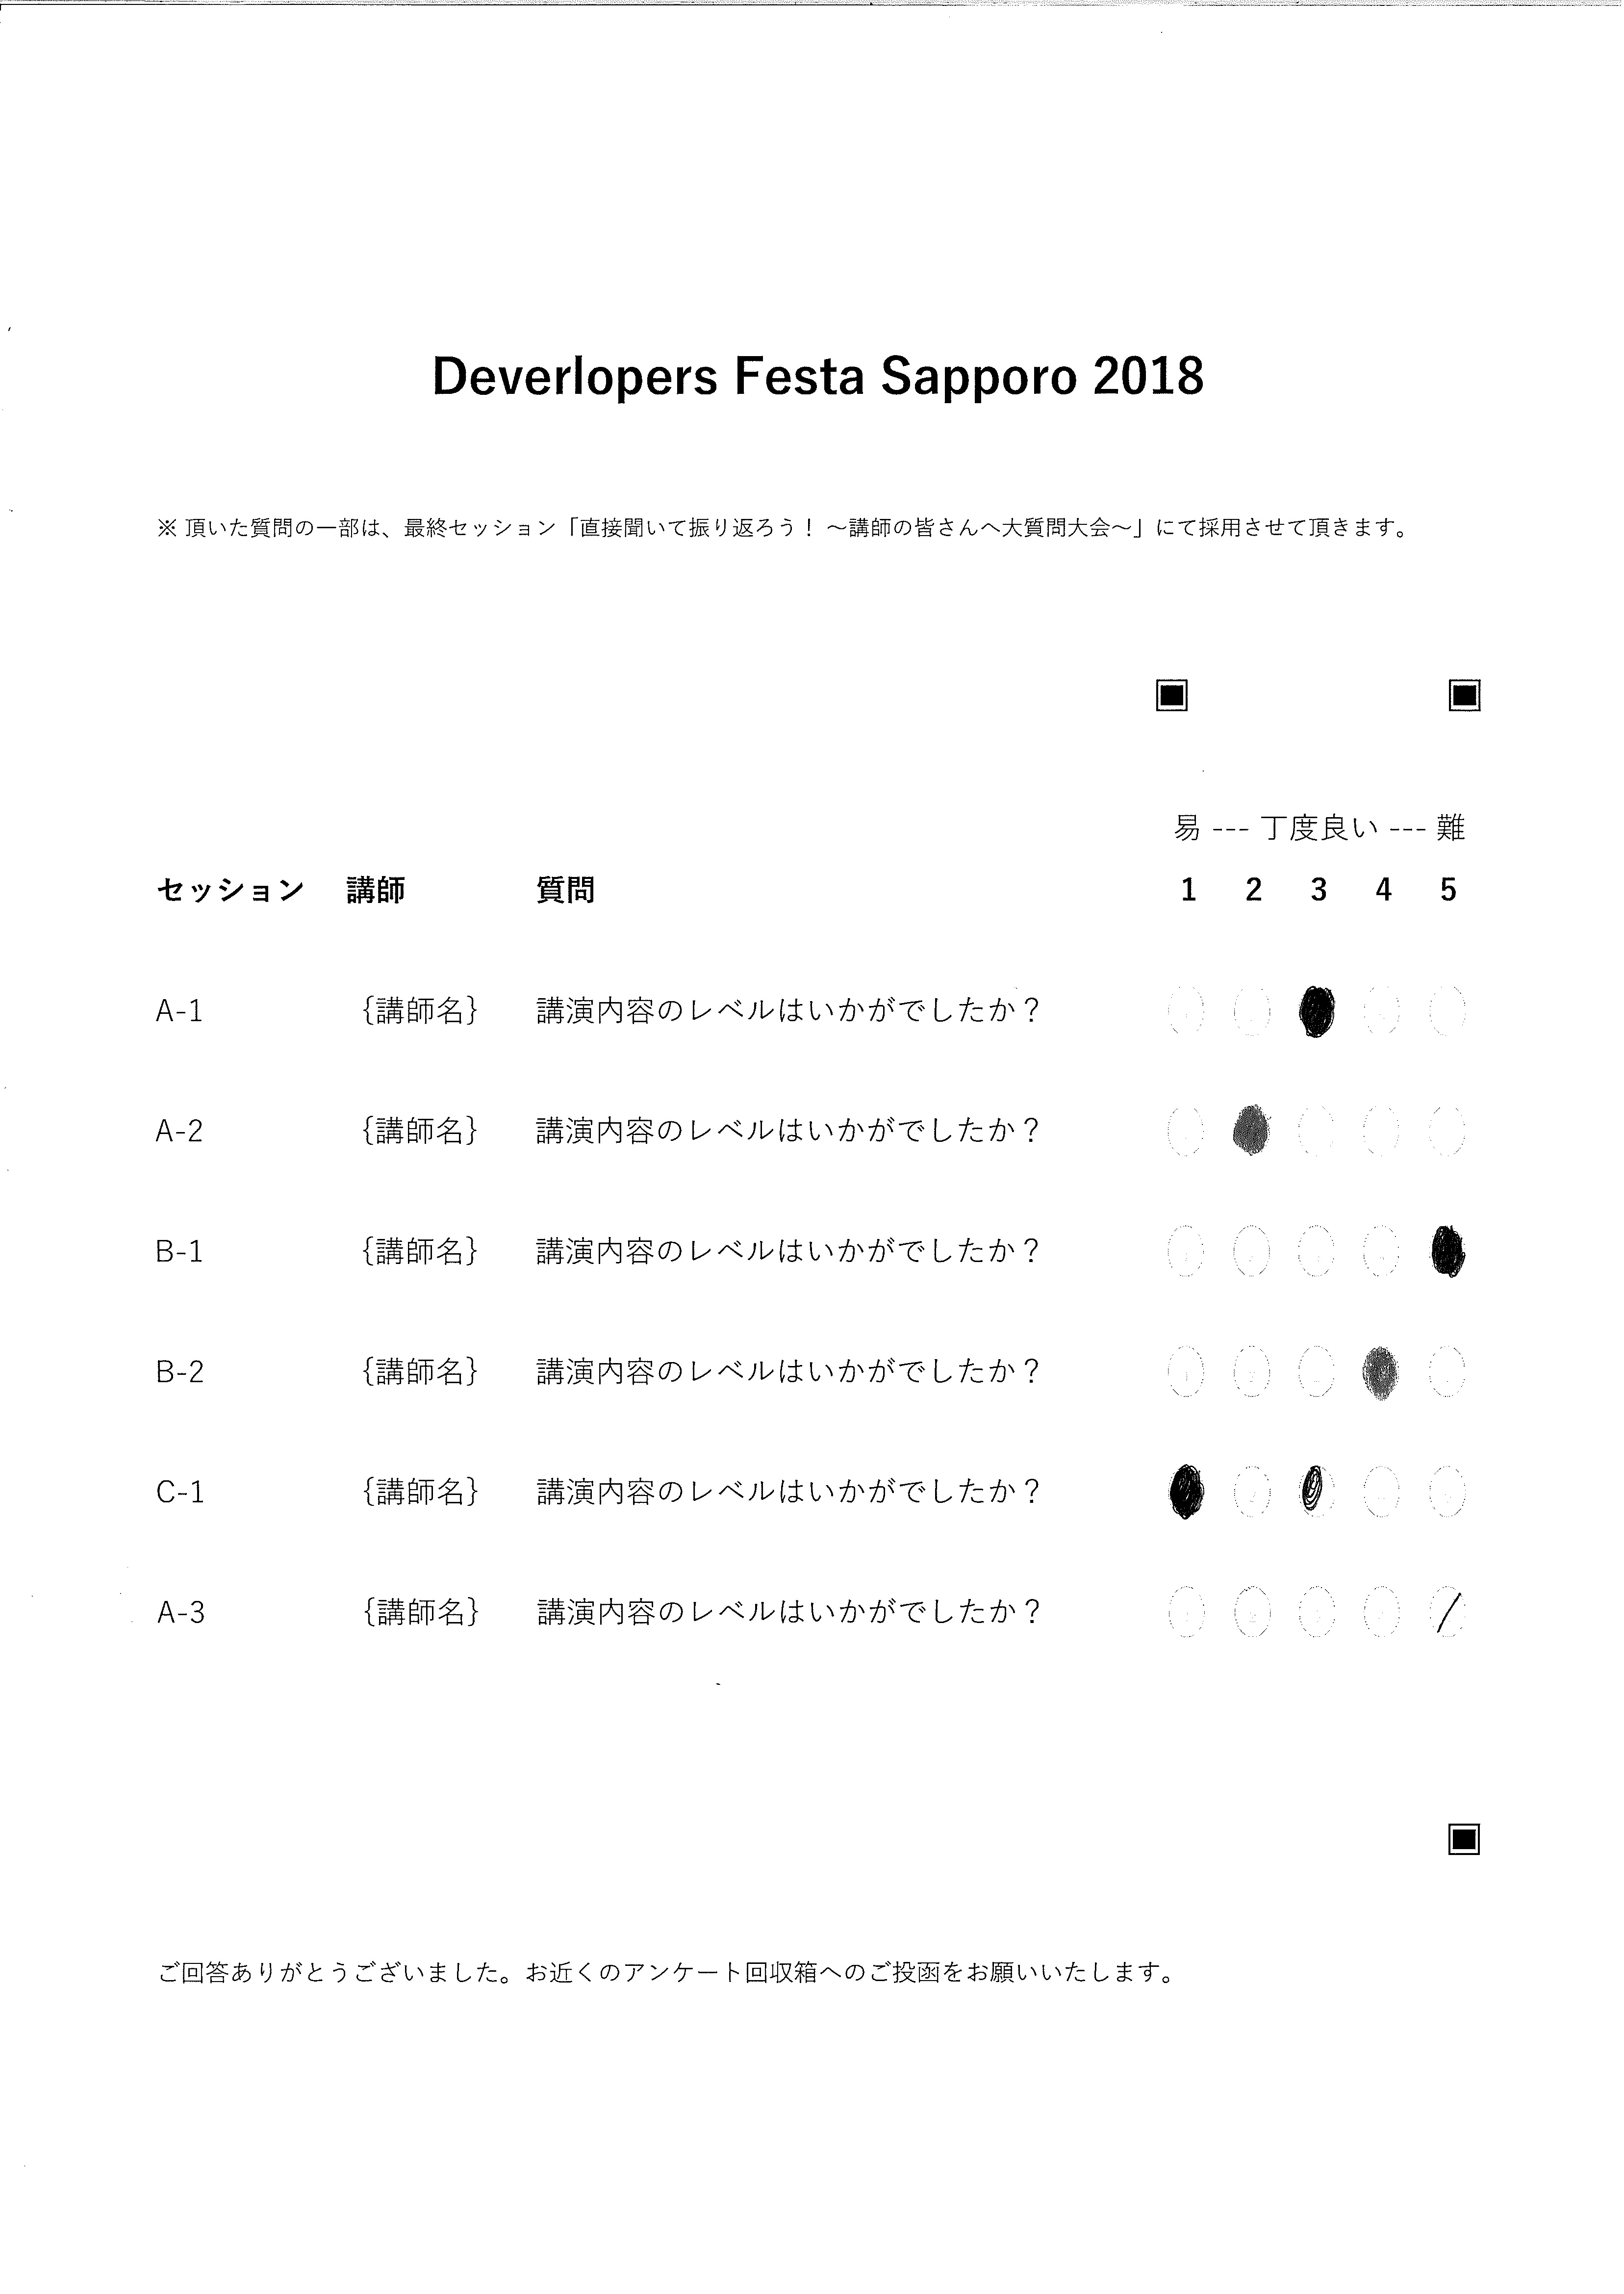 Deverlopers Festa Sapporo 2018
※ 頂いた質問の一部は、最終セッション「直接聞いて振り返ろう！ ～講師の皆さんへ大質問大会～」にて採用させて頂きます。
易 --- 丁度良い --- 難
セッション 講師 質問 1 2 3 4 5
A-1 {講師名} 講演内容のレベルはいかがでしたか？
A-2 {講師名} 講演内容のレベルはいかがでしたか？
B-1 {講師名} 講演内容のレベルはいかがでしたか？
B-2 {講師名} 講演内容のレベルはいかがでしたか？
C-1 {講師名} 講演内容のレベルはいかがでしたか？
A-3 {講師名} 講演内容のレベルはいかがでしたか？
ご回答ありがとうございました。お近くのアンケート回収箱へのご投函をお願いいたします。